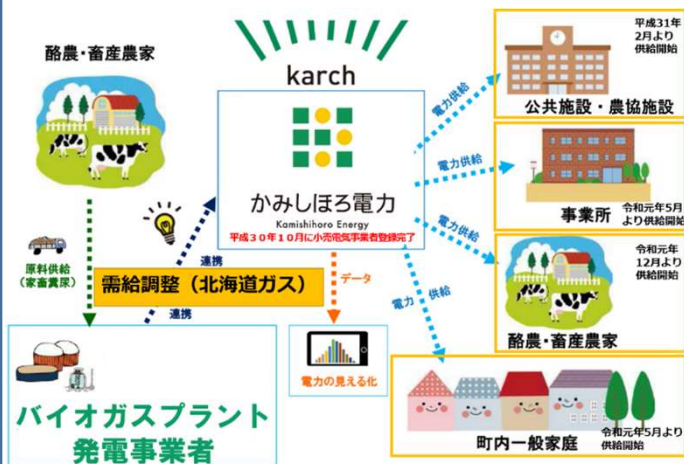 酪農・畜産農家
karch
かみしほろ電力
Kamishihoro Energy
平成30年10月に小売電気事業者登録完了
原料供給
(家畜糞尿)
連携
需給調整（北海道ガス）
連携
データ
電力の見える化
バイオガスプラント
発電事業者
電力供給
平成31年
2月より
供給開始
公共施設・農協施設
電力供給
事業所
令和元年5月
より供給開始
電力供給
令和元年
12月より
供給開始
酪農・畜産農家
電力 供給
町内一般家庭
令和元年5月より
供給開始